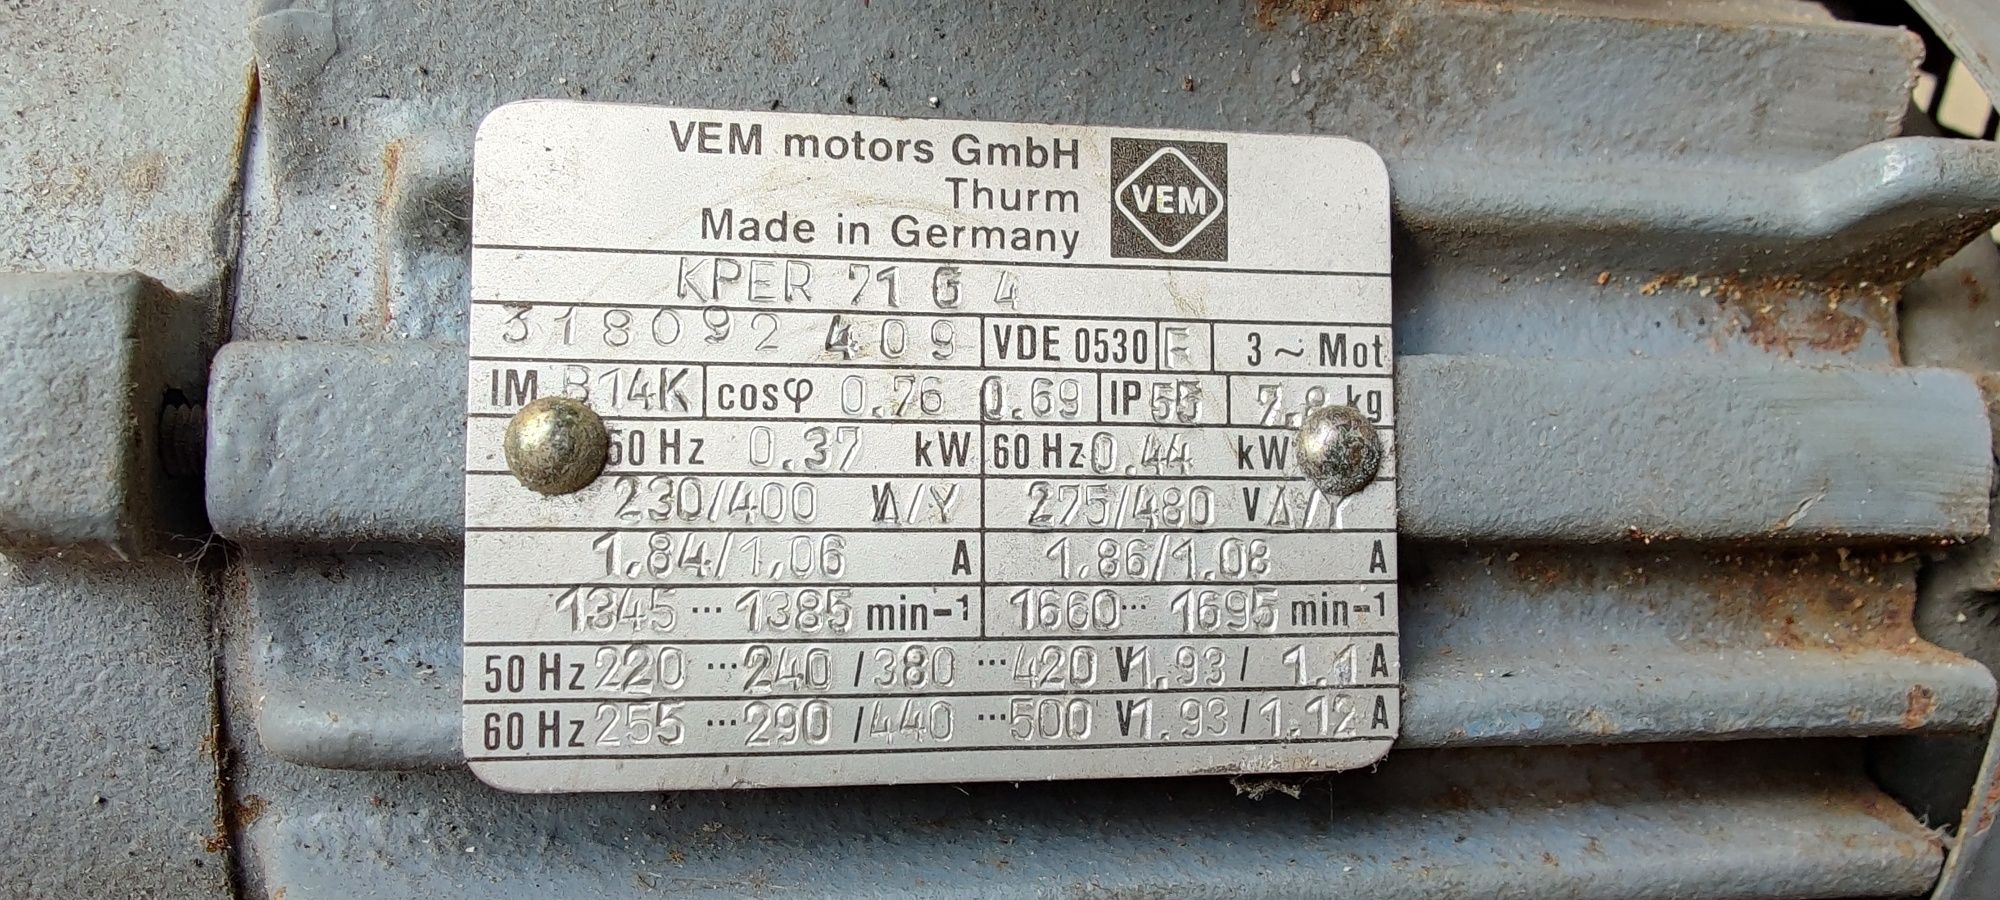 VEM motors GmbH
Thurm
Made in Germany
VEM
KPER 71 G 4
318092 409 VDE 0530 F 3 ~ Mot
IM B14K cosφ 0.76 0.69 IP 55 kg
50 Hz 0.37 kW 60 Hz 0.44 kW
230/400 VΔ/Y 275/480 VΔ/Y
1.84/1,06 A 1.86/1.08 A
1345 ... 1385 min-1 1660 ... 1695 min-1
50 Hz 220 ... 240 / 380 ... 420 V 1.93 / 1.1 A
60 Hz 255 ... 290 / 440 ... 500 V 1.93 / 1.12 A